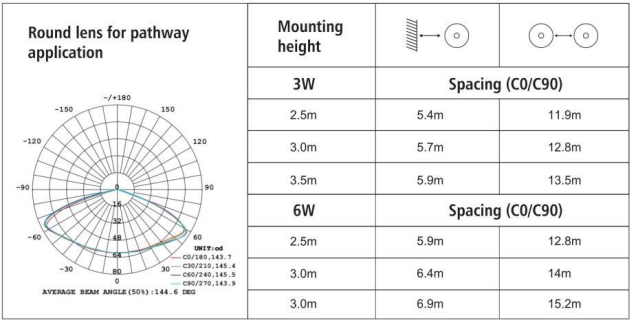 Round lens for pathway
application
Mounting
height
3W
Spacing (C0/C90)
2.5m 5.4m 11.9m
3.0m 5.7m 12.8m
3.5m 5.9m 13.5m
6W
Spacing (C0/C90)
2.5m 5.9m 12.8m
3.0m 6.4m 14m
3.0m 6.9m 15.2m
-/+180
-150 150
-120 120
-90 0 90
16
32
-60 60
48
UNIT:cd
64
C0/180,143.7
-30 30
C30/210,145.4
80
C60/240,145.5
0
C90/270,143.9
AVERAGE BEAM ANGLE(50%):144.6 DEG